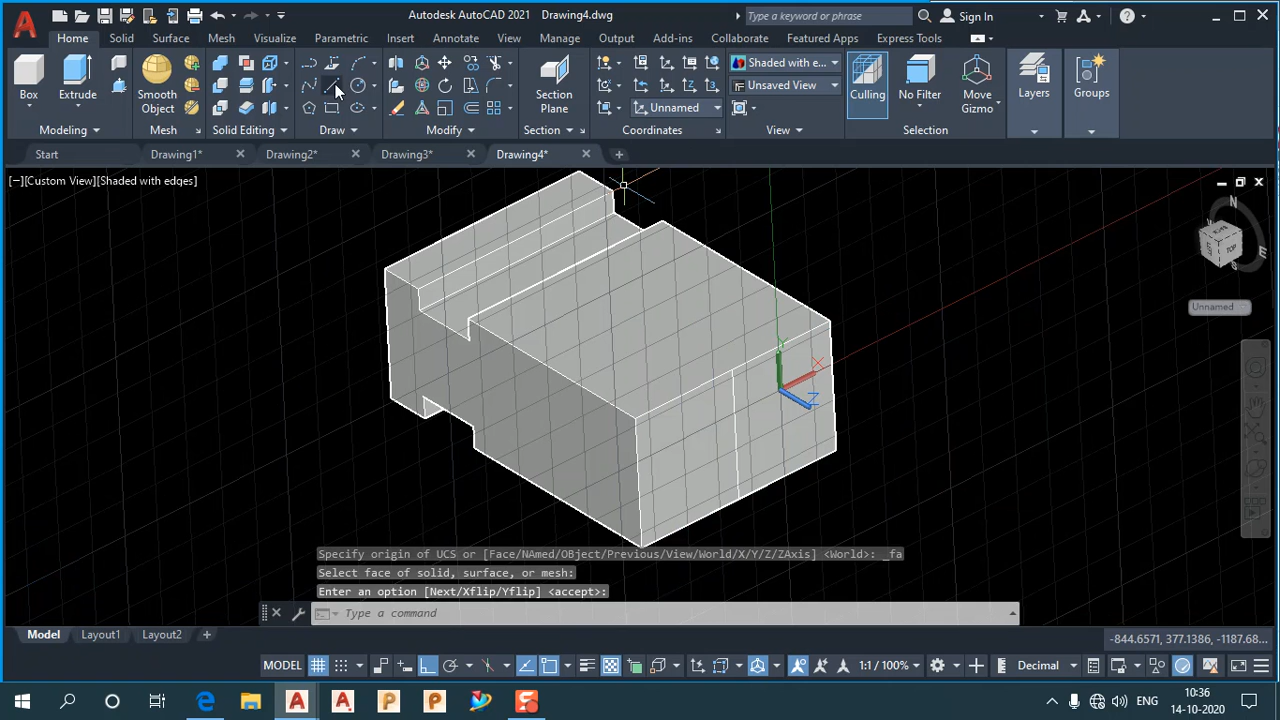 Autodesk AutoCAD 2021 Drawing4.dwg
Type a keyword or phrase
Sign In
Home Solid Surface Mesh Visualize Parametric Insert Annotate View Manage Output Add-ins Collaborate Featured Apps Express Tools
Box
Extrude
Smooth
Object
Section
Plane
Unnamed
Shaded with e...
Unsaved View
Culling
No Filter
Move
Gizmo
Layers
Groups
Modeling Mesh Solid Editing Draw Modify Section Coordinates View Selection
Start Drawing1* Drawing2* Drawing3* Drawing4*
[−][Custom View][Shaded with edges]
N
E
S
TOP
Unnamed
Y
X
Z
Specify origin of UCS or [Face/NAmed/OBject/Previous/View/World/X/Y/Z/ZAxis] <World>: _fa
Select face of solid, surface, or mesh:
Enter an option [Next/Xflip/Yflip] <accept>:
Type a command
Model Layout1 Layout2
-844.6571, 377.1386, -1187.68...
MODEL
1:1 / 100%
Decimal
ENG
10:36
14-10-2020